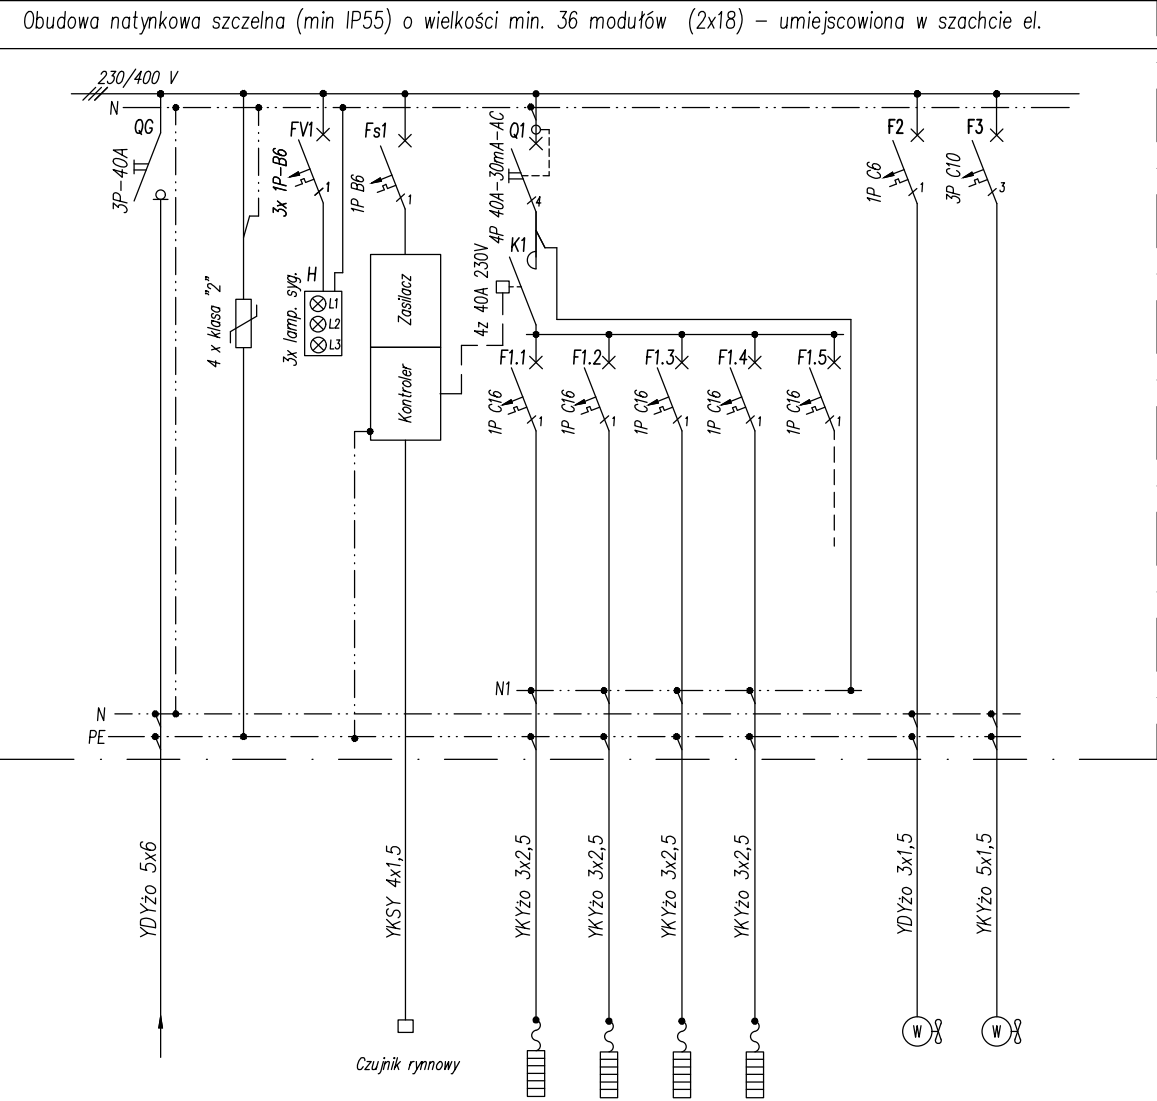 Obudowa natynkowa szczelna (min IP55) o wielkości min. 36 modułów (2x18) – umiejscowiona w szachcie el.
230/400 V
N
QG
3P-40A
4 x klasa "2"
FV1
3x 1P-B6
1
H
3x lamp. syg.
L1
L2
L3
Fs1
1P B6
1
Zasilacz
Kontroler
Q1
4P 40A-30mA-AC
4
K1
4z 40A 230V
F1.1
1P C16
1
F1.2
1P C16
1
F1.3
1P C16
1
F1.4
1P C16
1
F1.5
1P C16
1
F2
1P C6
1
F3
3P C10
3
N1
N
PE
YDYżo 5x6
YKSY 4x1,5
YKYżo 3x2,5
YKYżo 3x2,5
YKYżo 3x2,5
YKYżo 3x2,5
YDYżo 3x1,5
YKYżo 5x1,5
W
W
Czujnik rynnowy